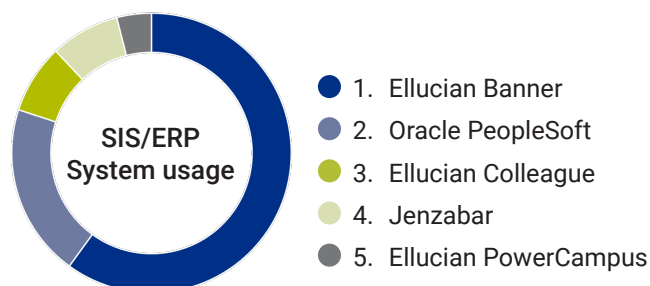 SIS/ERP
System usage
1. Ellucian Banner
2. Oracle PeopleSoft
3. Ellucian Colleague
4. Jenzabar
5. Ellucian PowerCampus